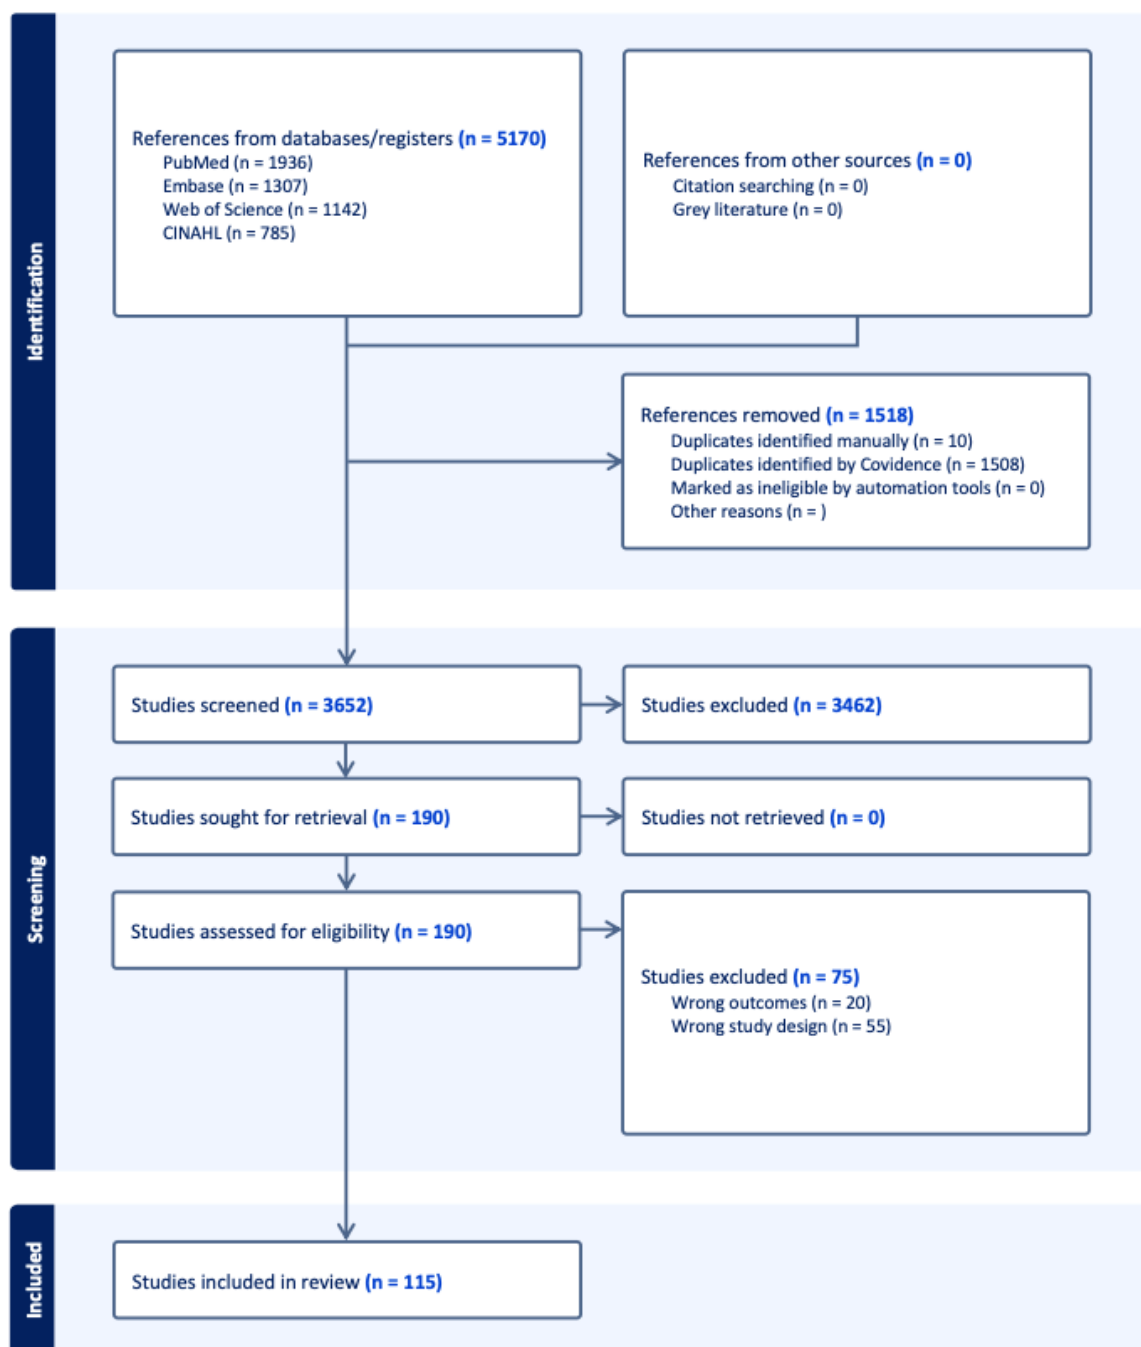 Identification
References from databases/registers (n = 5170)
PubMed (n = 1936)
Embase (n = 1307)
Web of Science (n = 1142)
CINAHL (n = 785)
References from other sources (n = 0)
Citation searching (n = 0)
Grey literature (n = 0)
References removed (n = 1518)
Duplicates identified manually (n = 10)
Duplicates identified by Covidence (n = 1508)
Marked as ineligible by automation tools (n = 0)
Other reasons (n = )
Screening
Studies screened (n = 3652)
Studies excluded (n = 3462)
Studies sought for retrieval (n = 190)
Studies not retrieved (n = 0)
Studies assessed for eligibility (n = 190)
Studies excluded (n = 75)
Wrong outcomes (n = 20)
Wrong study design (n = 55)
Included
Studies included in review (n = 115)